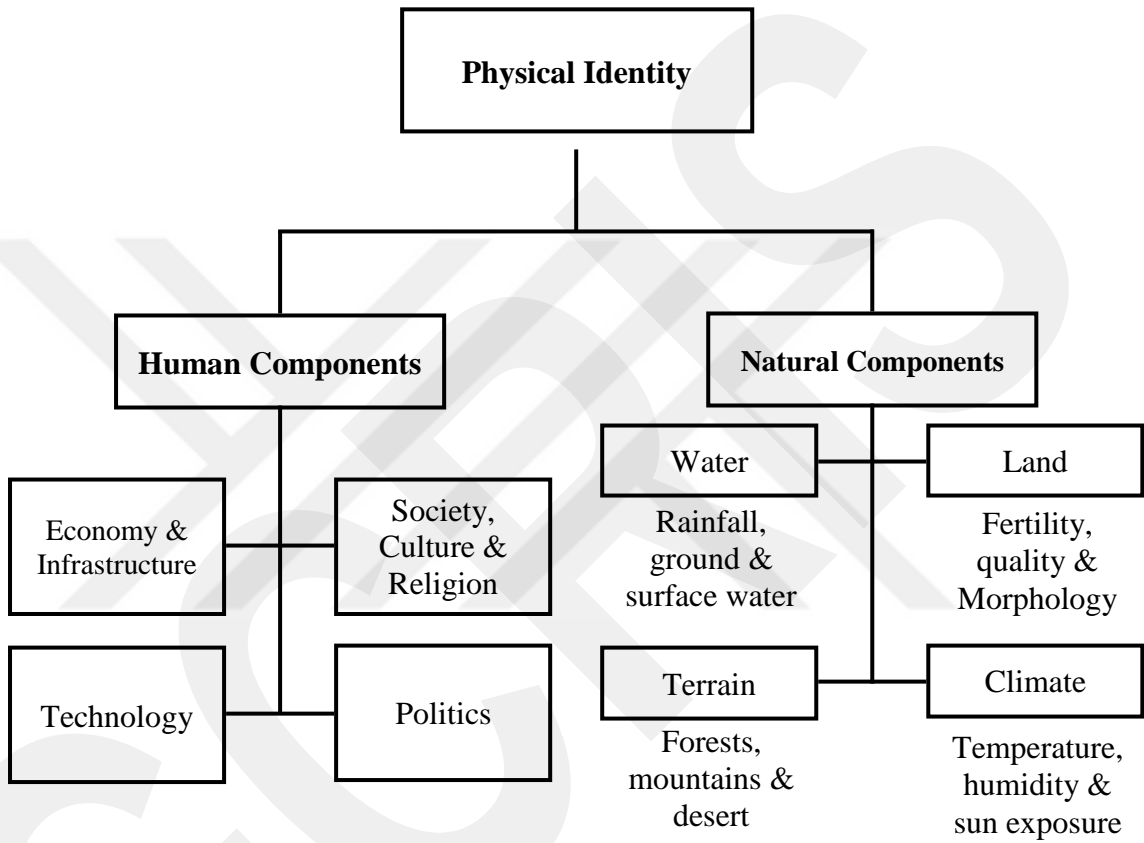 Physical Identity
Human Components
Economy &
Infrastructure
Society,
Culture &
Religion
Technology
Politics
Natural Components
Water
Rainfall,
ground &
surface water
Land
Fertility,
quality &
Morphology
Terrain
Forests,
mountains &
desert
Climate
Temperature,
humidity &
sun exposure